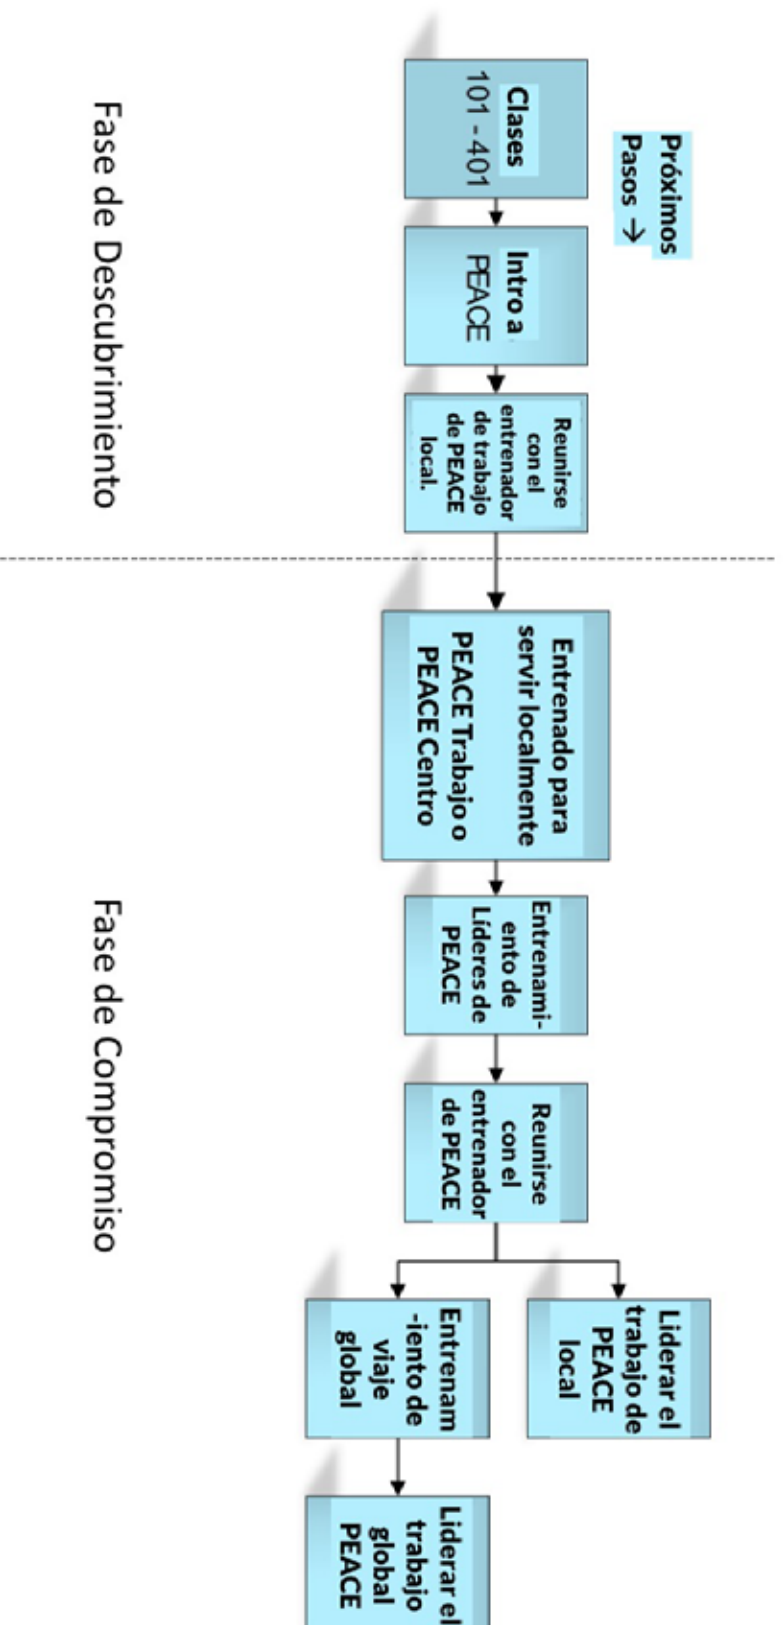 Próximos
Pasos →
Clases
101 - 401
Intro a
PEACE
Reunirse
con el
entrenador
de trabajo
de PEACE
local.
Entrenado para
servir localmente
PEACE Trabajo o
PEACE Centro
Entrenami-
ento de
Líderes de
PEACE
Reunirse
con el
entrenador
de PEACE
Liderar el
trabajo de
PEACE
local
Entrenam
-iento de
viaje
global
Liderar el
trabajo
global
PEACE
Fase de Descubrimiento
Fase de Compromiso